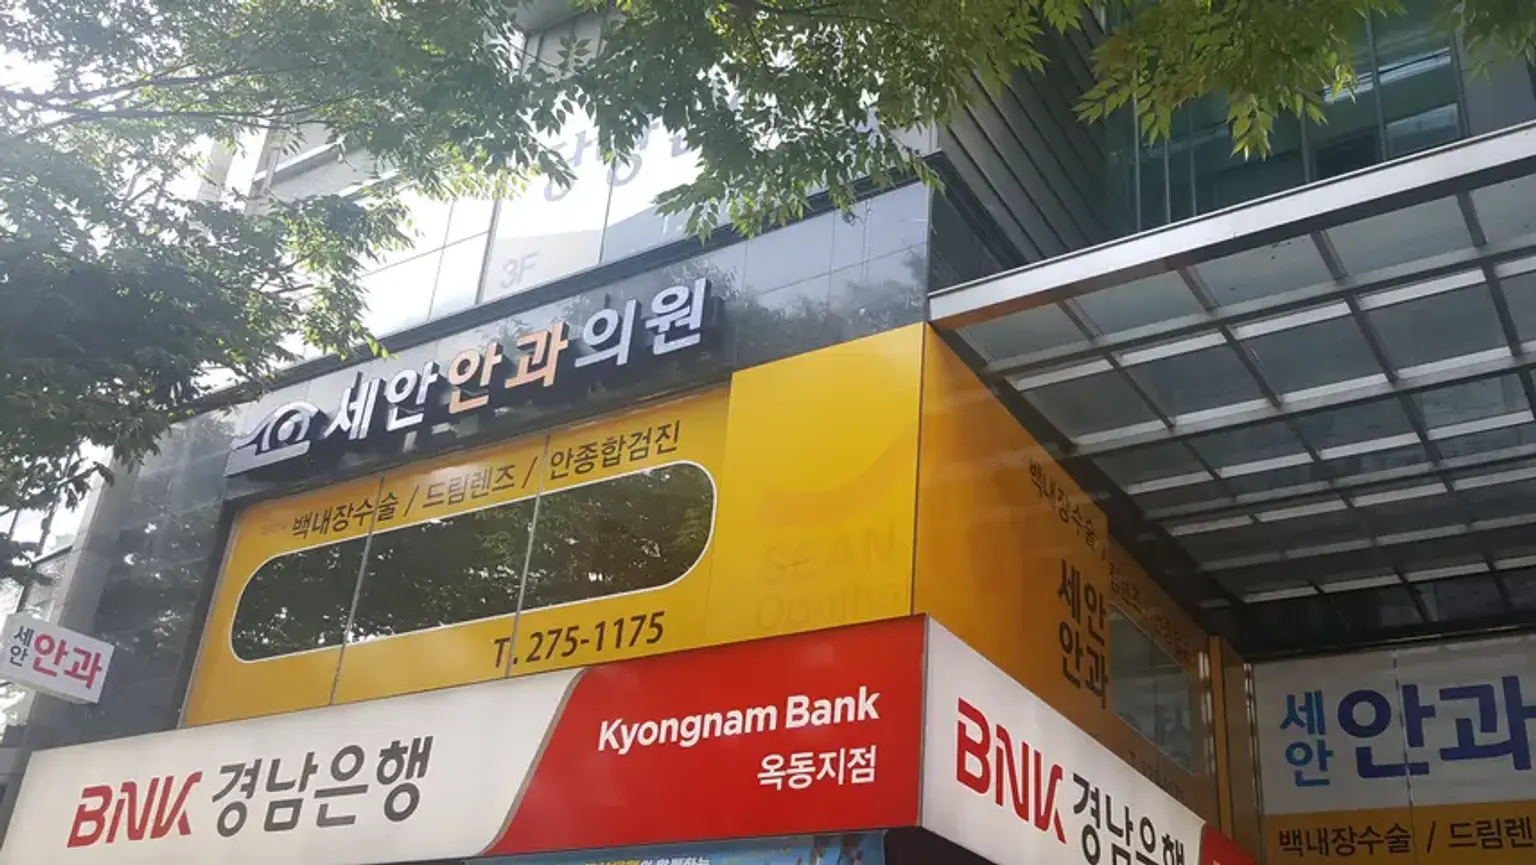 3F
세안안과의원
백내장수술 / 드림렌즈 / 안종합검진
T. 275-1175
세안 안과
BNK 경남은행
Kyongnam Bank
옥동지점
백내장수술 /
세안
안과
BNK 경남은행
세안 안과
백내장수술 / 드림렌